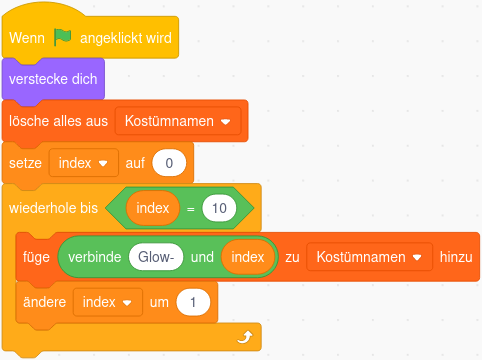 Wenn angeklickt wird
verstecke dich
lösche alles aus Kostümnamen
setze index auf 0
wiederhole bis index = 10
füge verbinde Glow- und index zu Kostümnamen hinzu
ändere index um 1